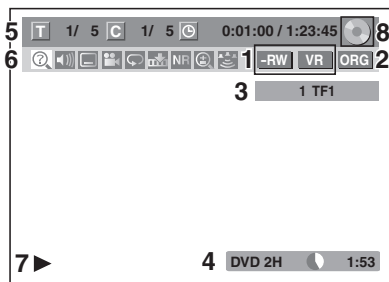 5 T 1/ 5 C 1/ 5 0:01:00 / 1:23:45 8
6 NR 1 -RW VR ORG 2
3 1 TF1
7 4 DVD 2H 1:53